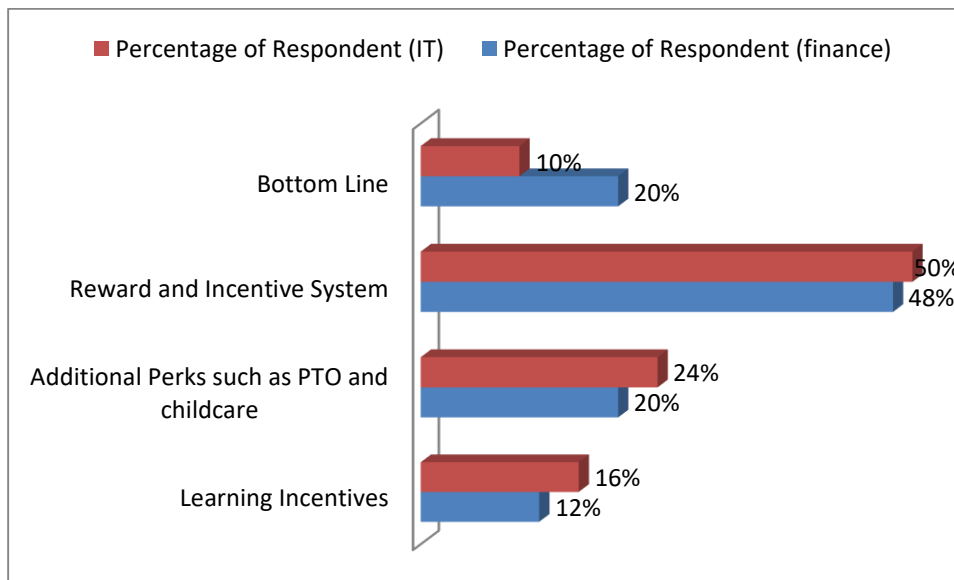 Percentage of Respondent (IT) Percentage of Respondent (finance)
Bottom Line
10%
20%
Reward and Incentive System
50%
48%
Additional Perks such as PTO and
childcare
24%
20%
Learning Incentives
16%
12%